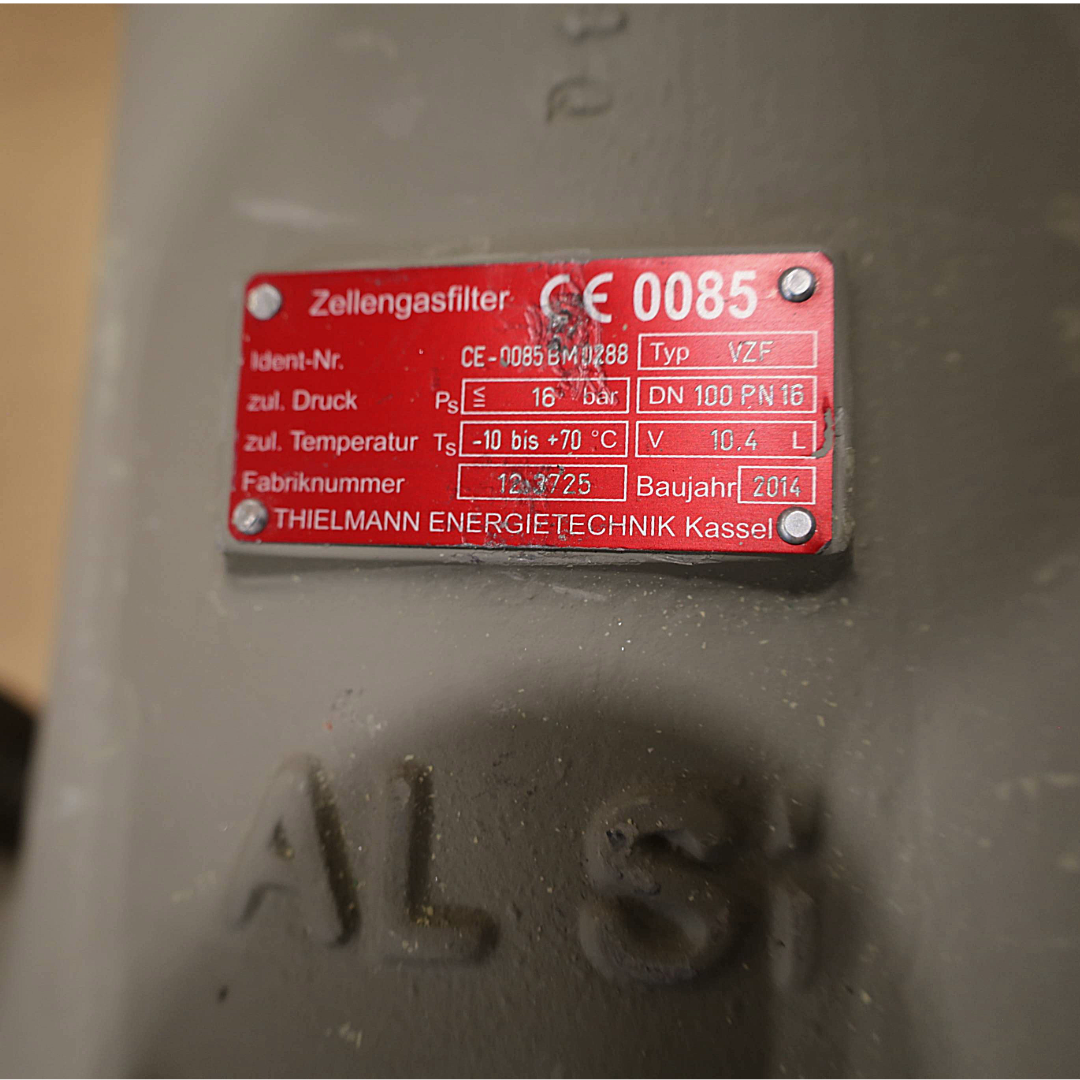 Zellengasfilter CE 0085
Ident-Nr. CE-0085BM0288 Typ VZF
zul. Druck PS ≤ 16 bar DN 100 PN 16
zul. Temperatur TS -10 bis +70 °C V 10.4 L
Fabriknummer Baujahr 2014
THIELMANN ENERGIETECHNIK Kassel
AL Si